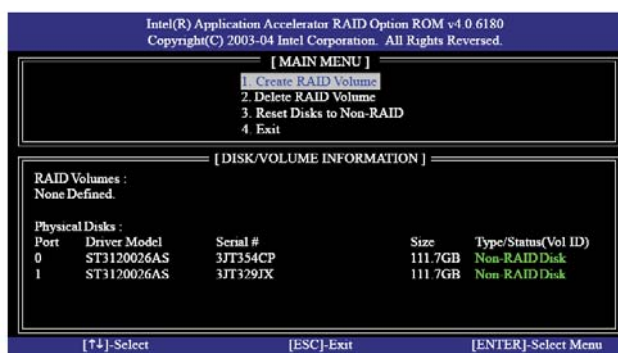 Intel(R) Application Accelerator RAID Option ROM v4.0.6180
Copyright(C) 2003-04 Intel Corporation. All Rights Reversed.
[ MAIN MENU ]
1. Create RAID Volume
2. Delete RAID Volume
3. Reset Disks to Non-RAID
4. Exit
[ DISK/VOLUME INFORMATION ]
RAID Volumes :
None Defined.
Physical Disks :
Port Driver Model Serial # Size Type/Status(Vol ID)
0 ST3120026AS 3JT354CP 111.7GB Non-RAID Disk
1 ST3120026AS 3JT329JX 111.7GB Non-RAID Disk
[↑↓]-Select [ESC]-Exit [ENTER]-Select Menu